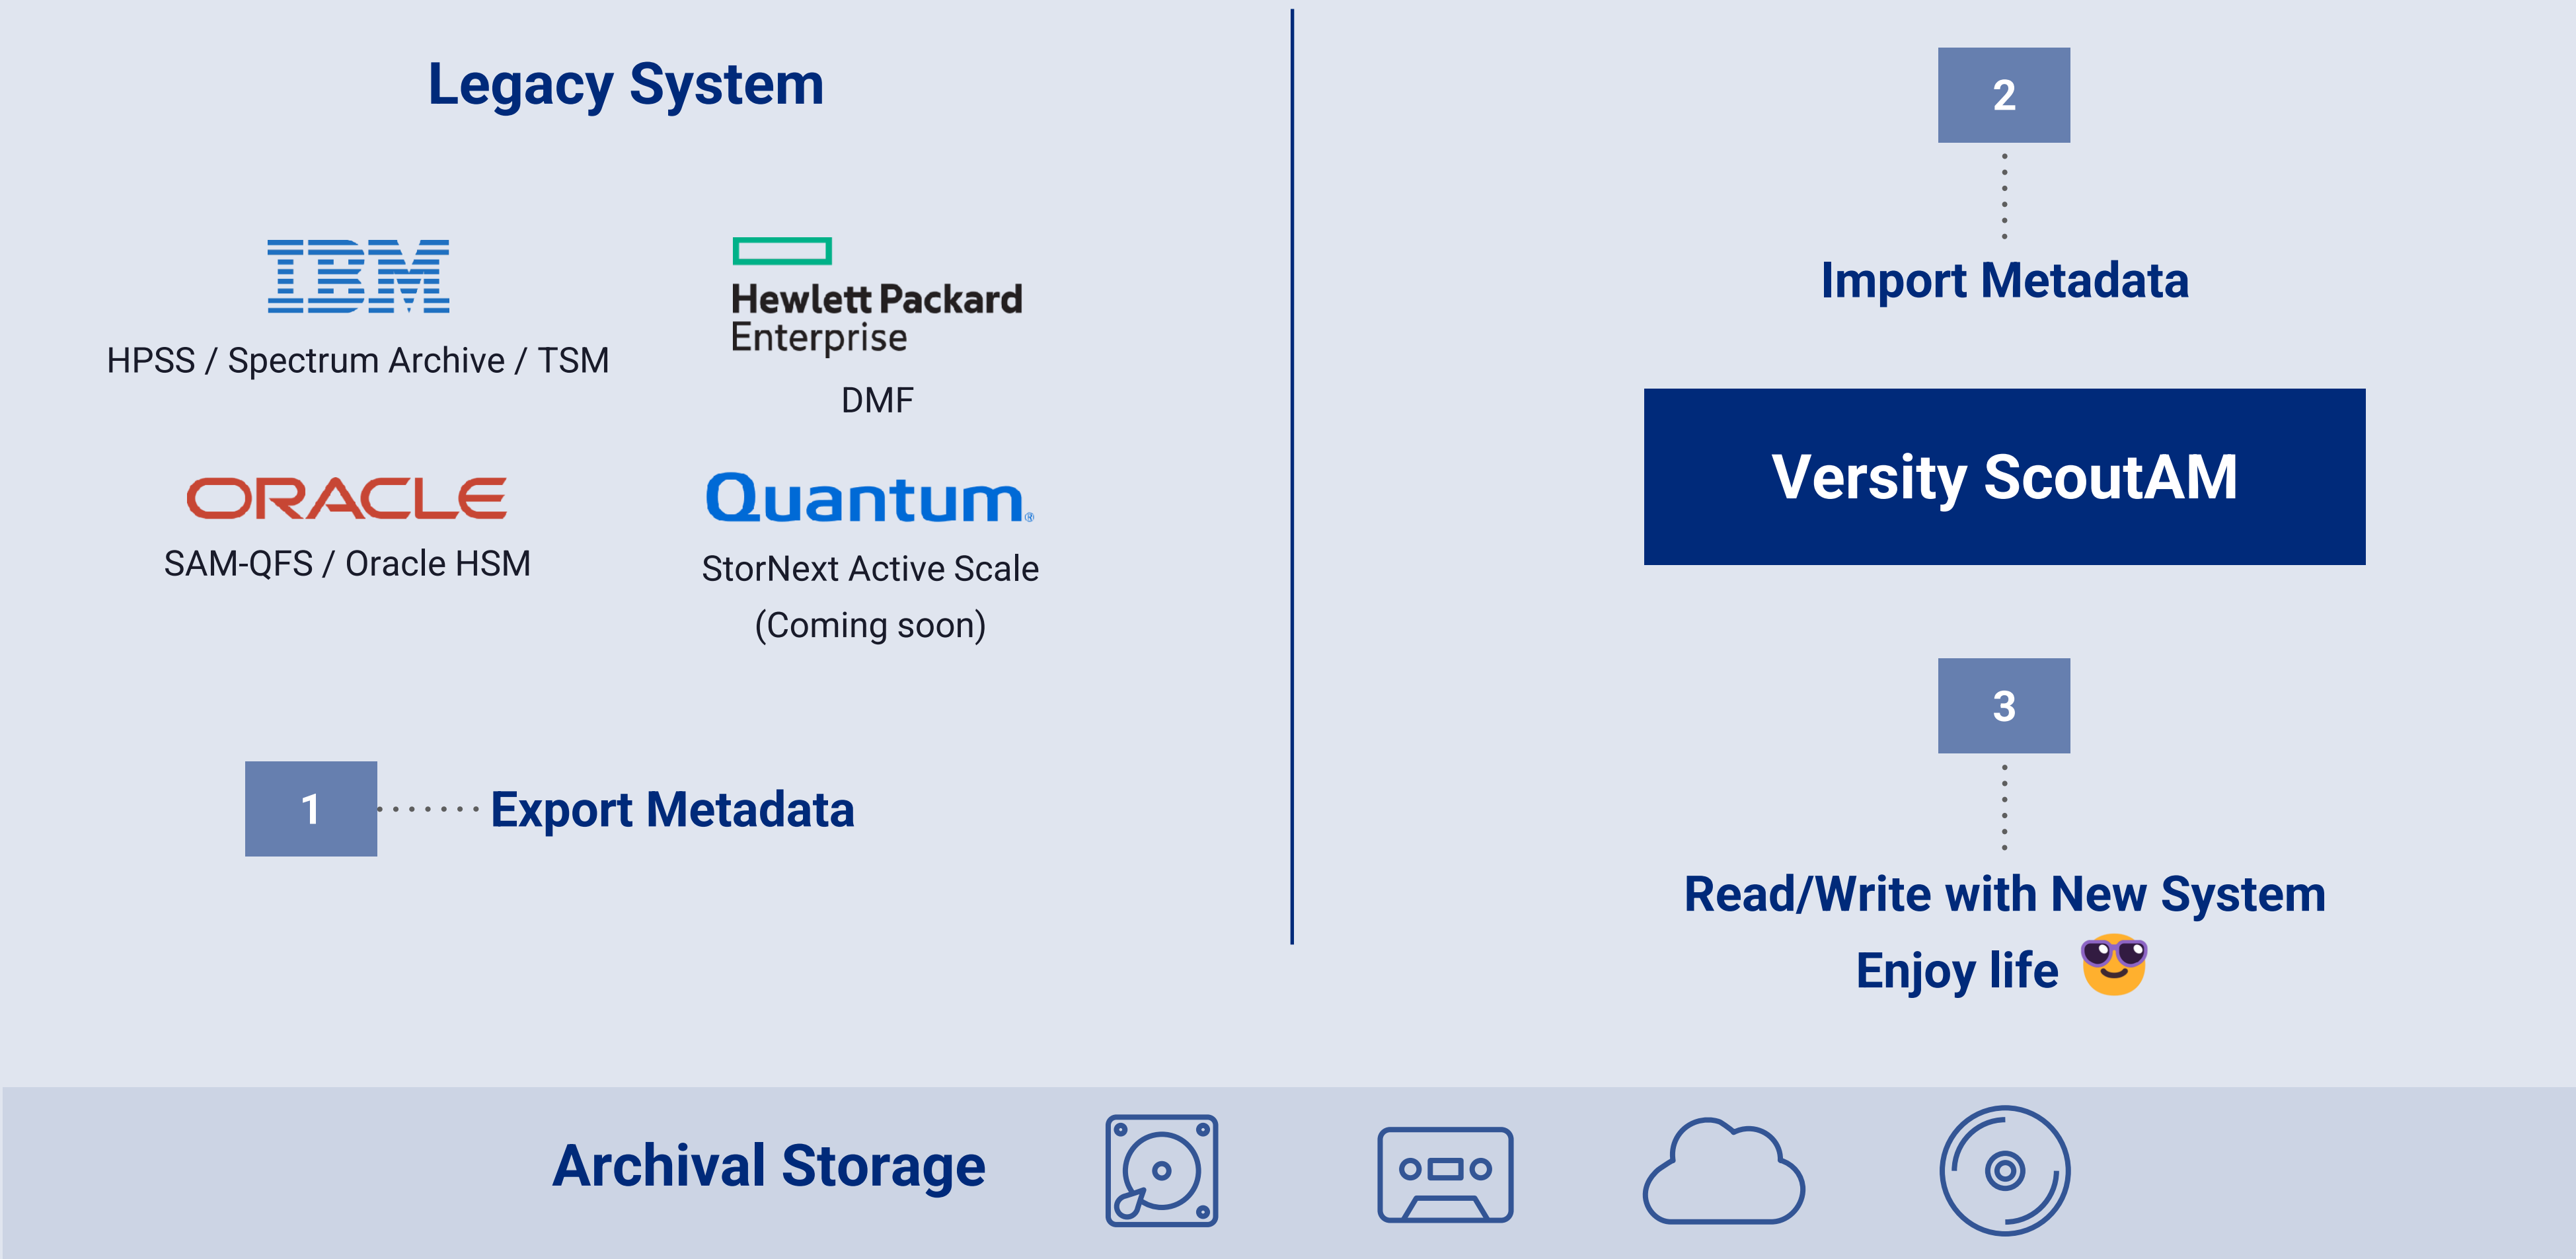 Legacy System
IBM
HPSS / Spectrum Archive / TSM
Hewlett Packard
Enterprise
DMF
ORACLE
SAM-QFS / Oracle HSM
Quantum®
StorNext Active Scale
(Coming soon)
1
Export Metadata
2
Import Metadata
Versity ScoutAM
3
Read/Write with New System
Enjoy life 😎
Archival Storage